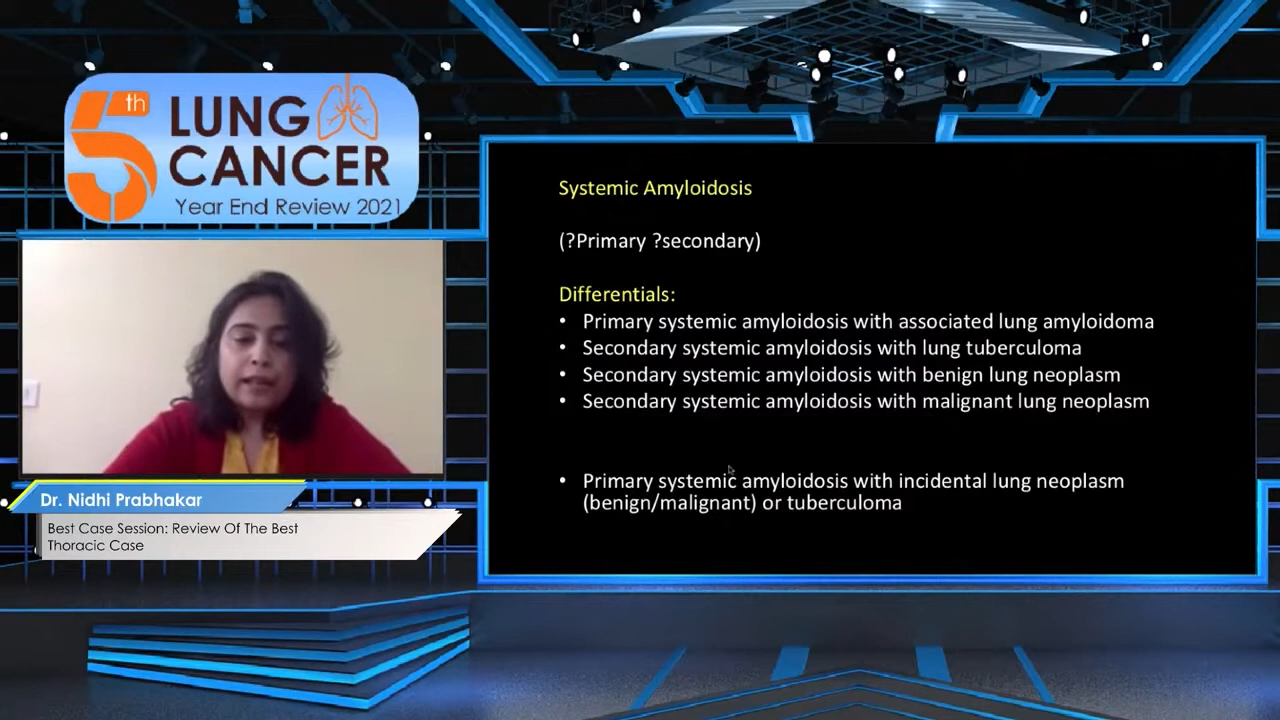 5th
LUNG
CANCER
Year End Review 2021
Systemic Amyloidosis
(?Primary ?secondary)
Differentials:
• Primary systemic amyloidosis with associated lung amyloidoma
• Secondary systemic amyloidosis with lung tuberculoma
• Secondary systemic amyloidosis with benign lung neoplasm
• Secondary systemic amyloidosis with malignant lung neoplasm
• Primary systemic amyloidosis with incidental lung neoplasm
(benign/malignant) or tuberculoma
Dr. Nidhi Prabhakar
Best Case Session: Review Of The Best
Thoracic Case